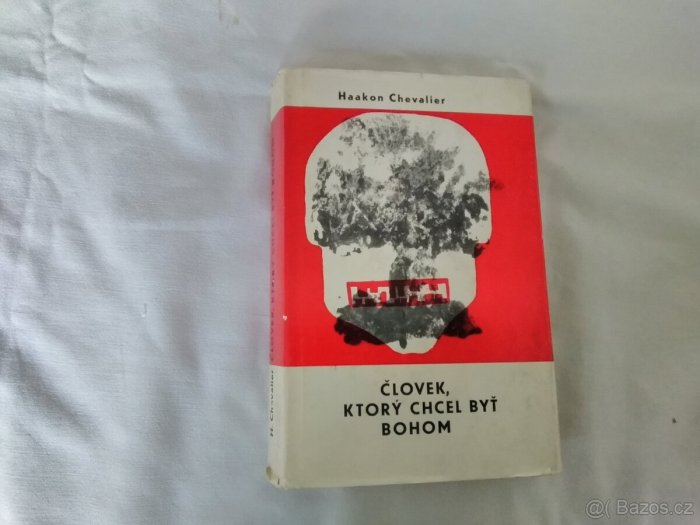 Haakon Chevalier
ČLOVEK,
KTORÝ CHCEL BYŤ
BOHOM
H. Chevalier
© Bazos.cz